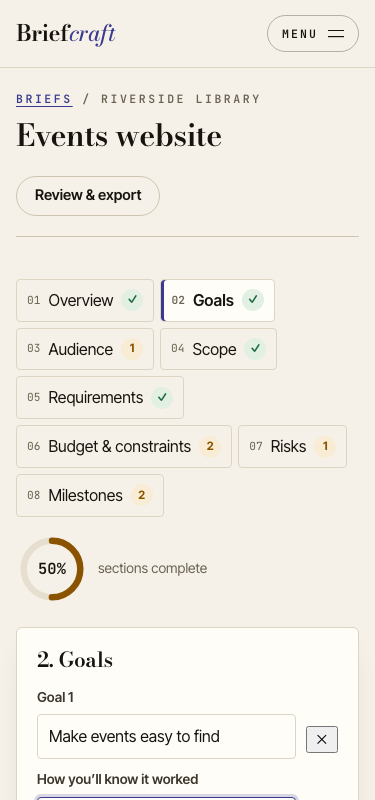 Briefcraft
MENU
BRIEFS / RIVERSIDE LIBRARY
Events website
Review & export
01 Overview
02 Goals
03 Audience 1
04 Scope
05 Requirements
06 Budget & constraints 2
07 Risks 1
08 Milestones 2
50% sections complete
2. Goals
Goal 1
Make events easy to find
How you’ll know it worked